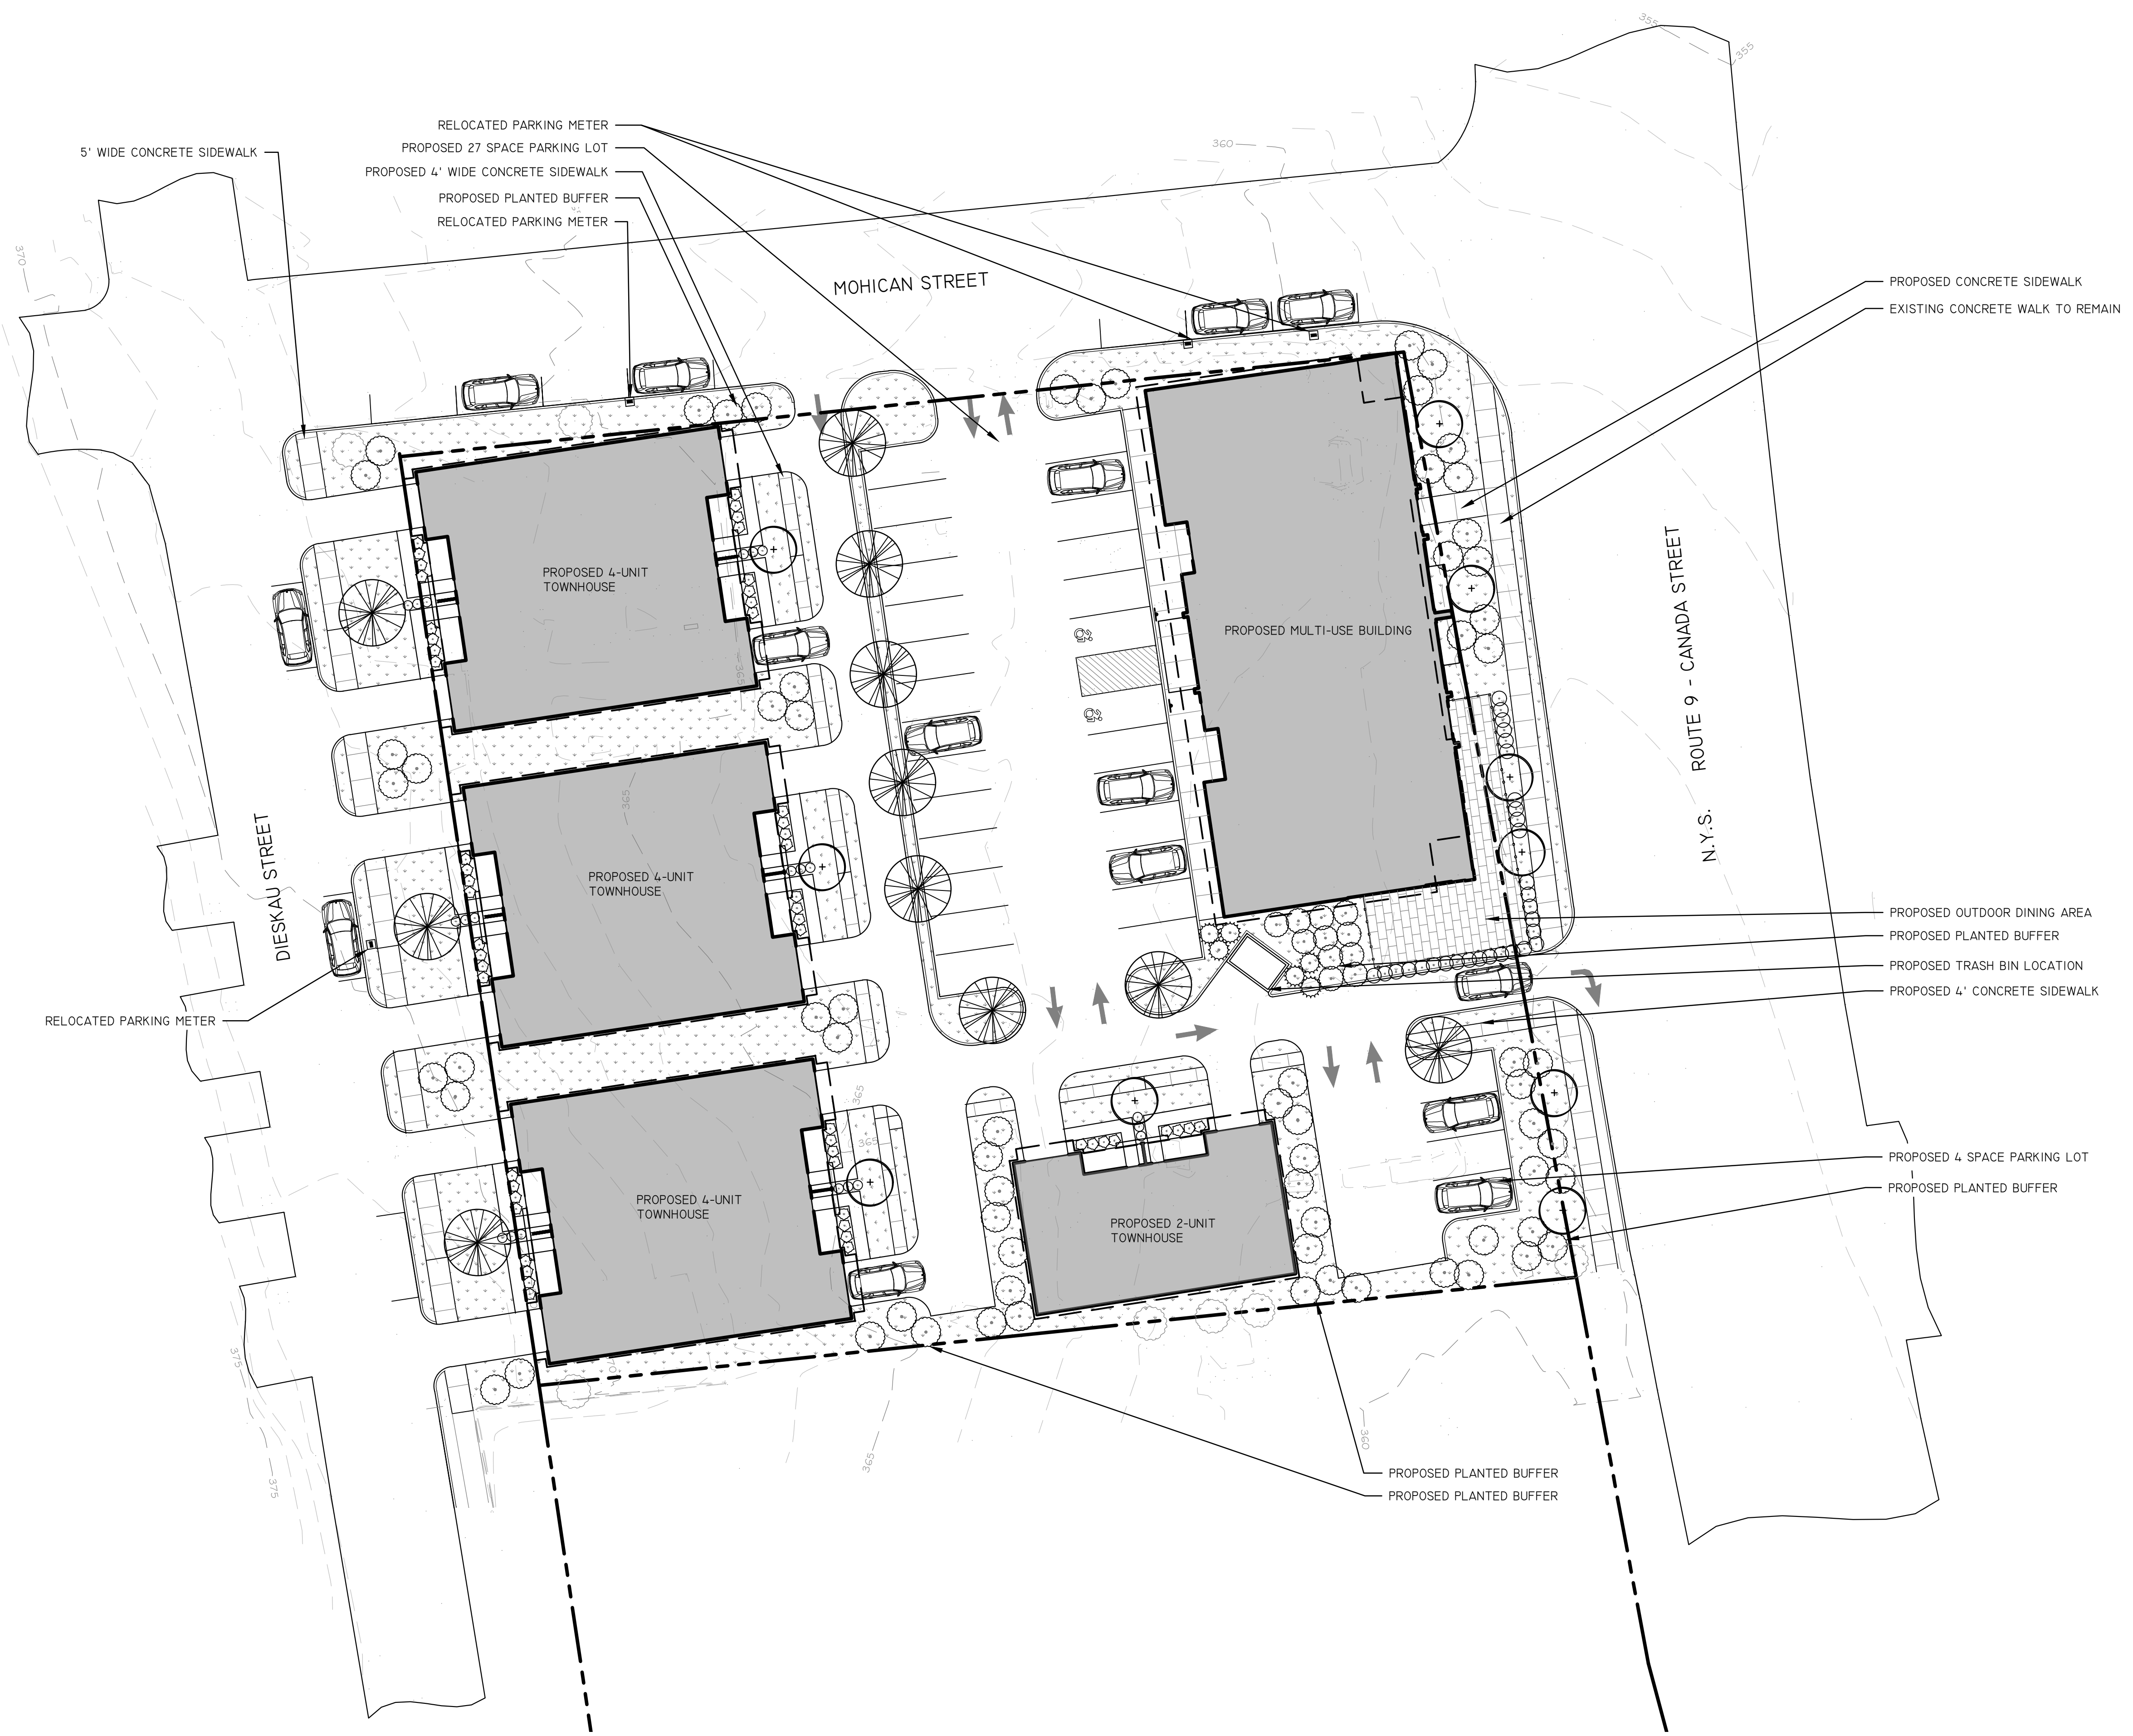 355
355
RELOCATED PARKING METER
PROPOSED 27 SPACE PARKING LOT
5' WIDE CONCRETE SIDEWALK
PROPOSED 4' WIDE CONCRETE SIDEWALK
PROPOSED PLANTED BUFFER
RELOCATED PARKING METER
360
370
MOHICAN STREET
PROPOSED CONCRETE SIDEWALK
EXISTING CONCRETE WALK TO REMAIN
PROPOSED 4-UNIT
TOWNHOUSE
PROPOSED MULTI-USE BUILDING
N.Y.S. ROUTE 9 - CANADA STREET
365
365
DIESKAU STREET
PROPOSED 4-UNIT
TOWNHOUSE
PROPOSED OUTDOOR DINING AREA
PROPOSED PLANTED BUFFER
PROPOSED TRASH BIN LOCATION
PROPOSED 4' CONCRETE SIDEWALK
RELOCATED PARKING METER
365
365
PROPOSED 4 SPACE PARKING LOT
PROPOSED PLANTED BUFFER
PROPOSED 4-UNIT
TOWNHOUSE
PROPOSED 2-UNIT
TOWNHOUSE
375
375
365
360
PROPOSED PLANTED BUFFER
PROPOSED PLANTED BUFFER